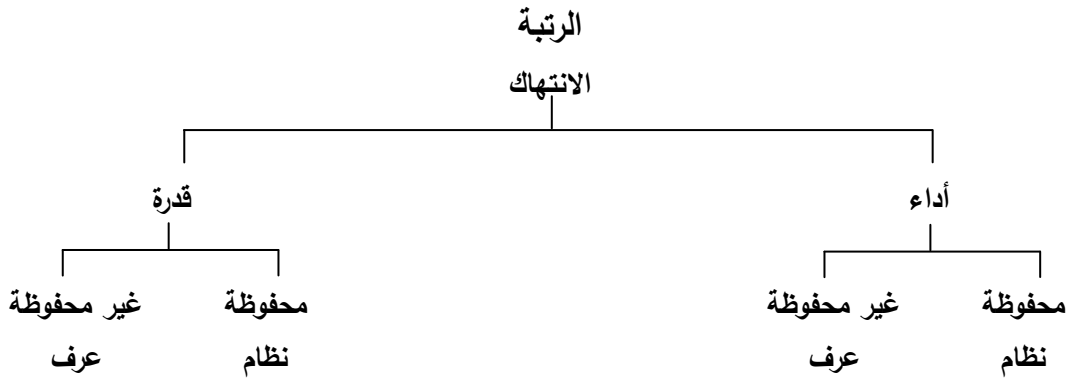 الرتبة
الانتهاك
أداء
قدرة
محفوظة
نظام
غير محفوظة
عرف
محفوظة
نظام
غير محفوظة
عرف